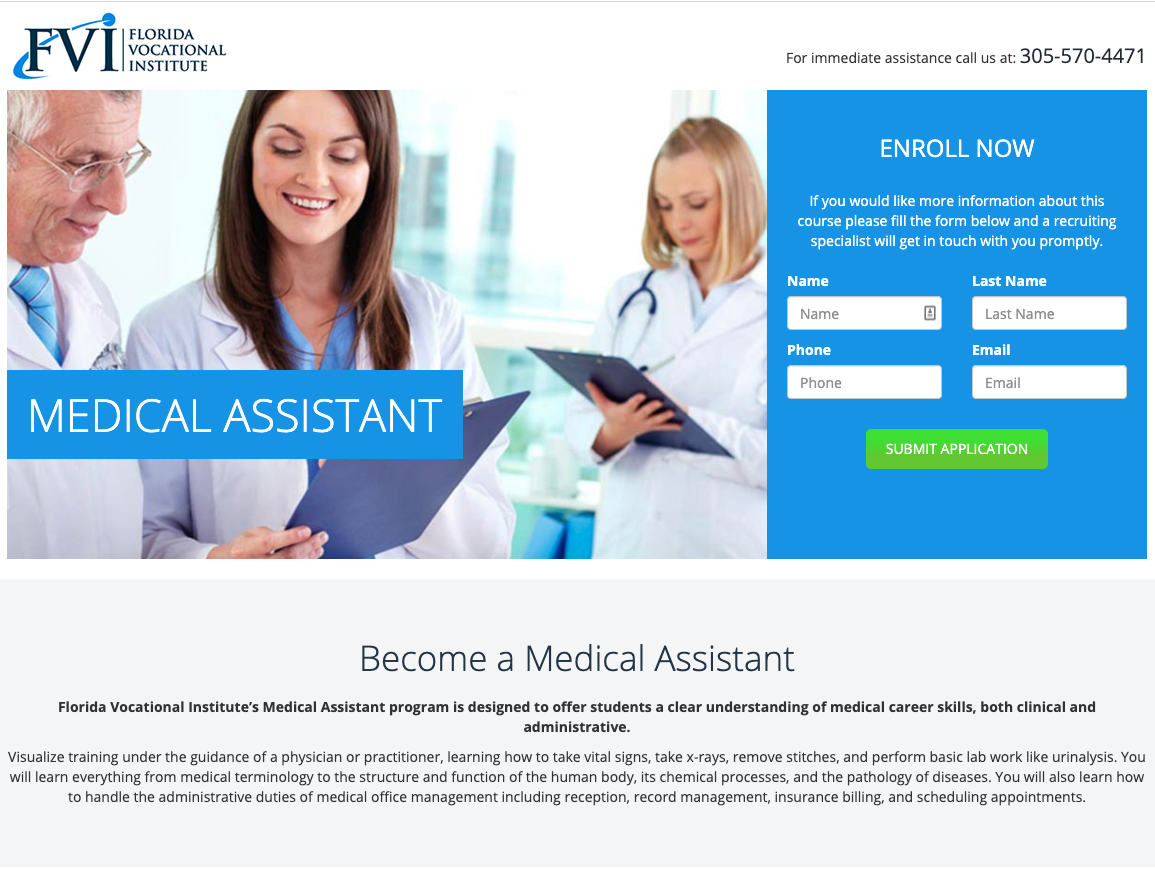 FVI FLORIDA
VOCATIONAL
INSTITUTE
For immediate assistance call us at: 305-570-4471
MEDICAL ASSISTANT
ENROLL NOW
If you would like more information about this
course please fill the form below and a recruiting
specialist will get in touch with you promptly.
Name Last Name
Name Last Name
Phone Email
Phone Email
SUBMIT APPLICATION
Become a Medical Assistant
Florida Vocational Institute’s Medical Assistant program is designed to offer students a clear understanding of medical career skills, both clinical and
administrative.
Visualize training under the guidance of a physician or practitioner, learning how to take vital signs, take x-rays, remove stitches, and perform basic lab work like urinalysis. You
will learn everything from medical terminology to the structure and function of the human body, its chemical processes, and the pathology of diseases. You will also learn how
to handle the administrative duties of medical office management including reception, record management, insurance billing, and scheduling appointments.